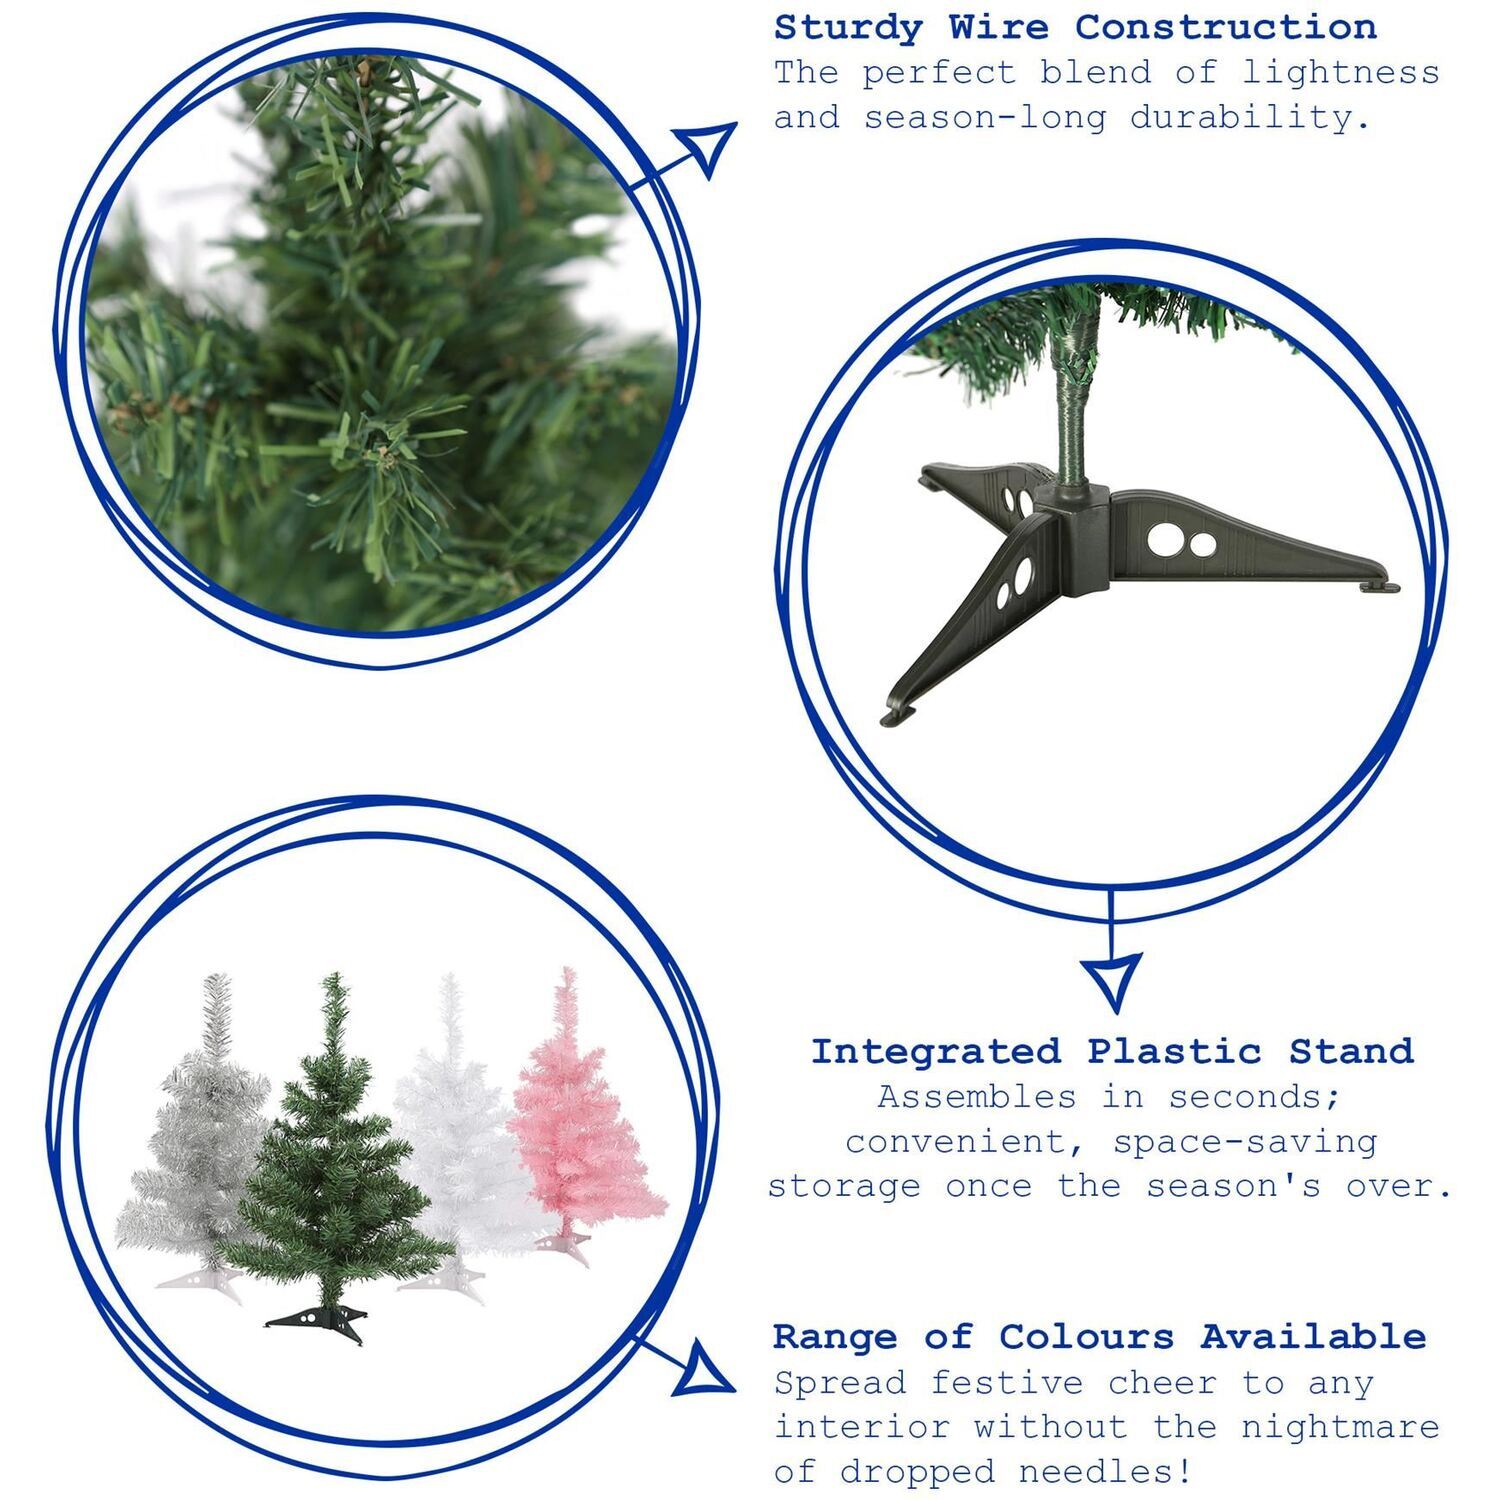 Sturdy Wire Construction
The perfect blend of lightness
and season-long durability.
Integrated Plastic Stand
Assembles in seconds;
convenient, space-saving
storage once the season's over.
Range of Colours Available
Spread festive cheer to any
interior without the nightmare
of dropped needles!